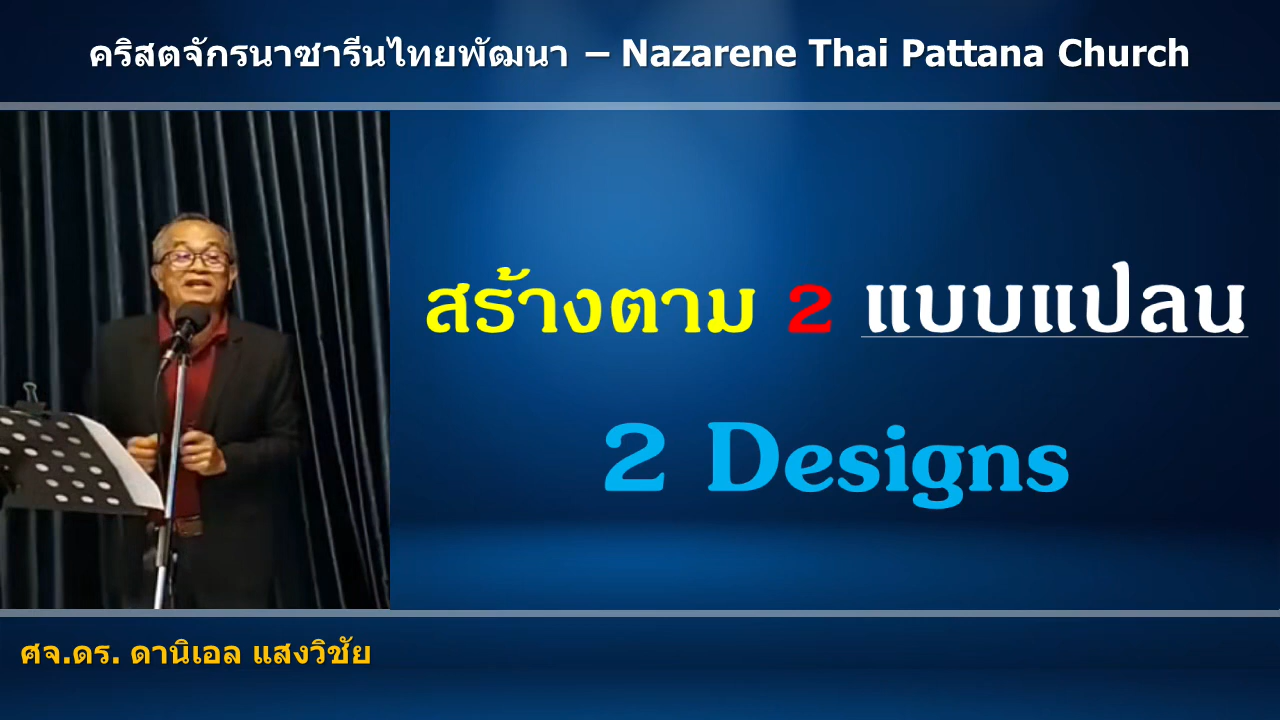 คริสตจักรนาซารีนไทยพัฒนา – Nazarene Thai Pattana Church
สร้างตาม 2 แบบแปลน
2 Designs
ศจ.ดร. ดานิเอล แสงวิชัย